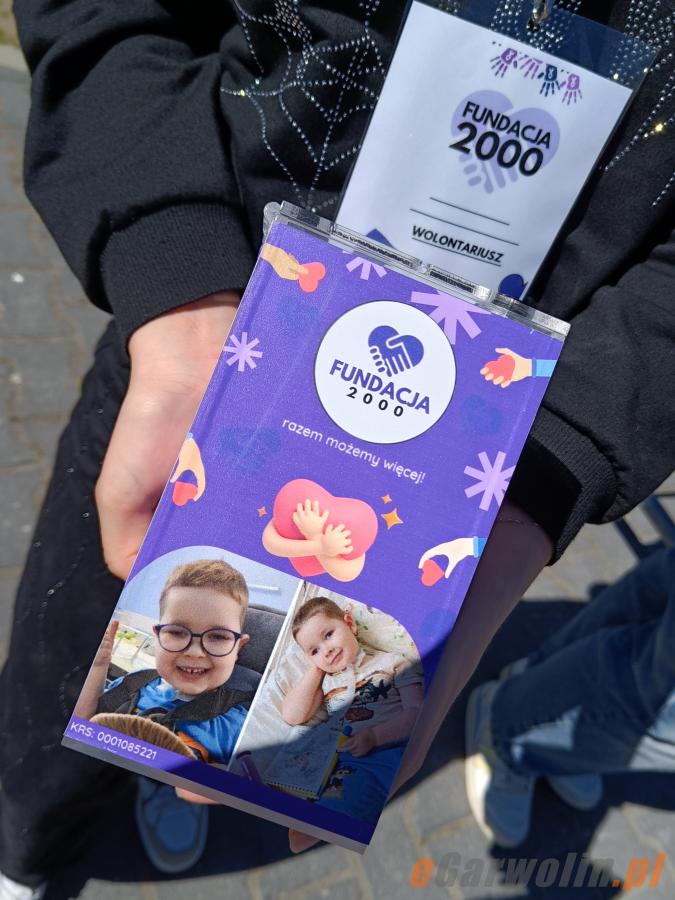 FUNDACJA
2000
WOLONTARIUSZ
FUNDACJA
2000
razem możemy więcej!
KRS: 0001085221
eGarwolin.pl